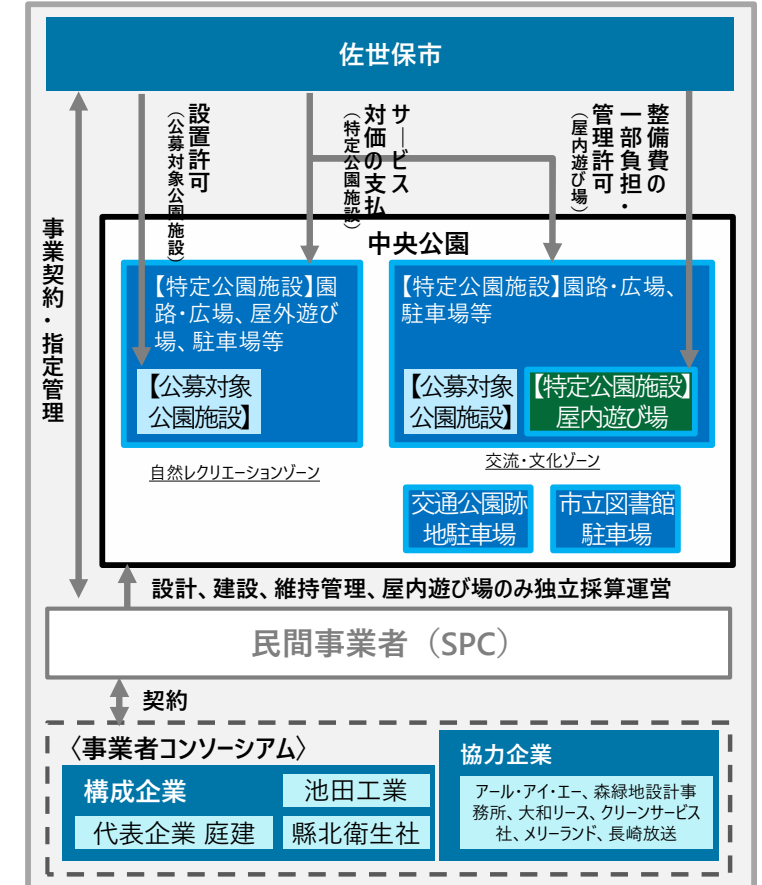 佐世保市
事業契約・指定管理
設置許可
（公募対象公園施設）
サービス
対価の支払
（特定公園施設）
整備費の
一部負担・
管理許可
（屋内遊び場）
中央公園
【特定公園施設】園
路・広場、屋外遊び
場、駐車場等
【公募対象
公園施設】
自然レクリエーションゾーン
【特定公園施設】園路・広場、
駐車場等
【公募対象
公園施設】
【特定公園施設】
屋内遊び場
交流・文化ゾーン
交通公園跡
地駐車場
市立図書館
駐車場
設計、建設、維持管理、屋内遊び場のみ独立採算運営
民間事業者（SPC）
契約
〈事業者コンソーシアム〉
構成企業
池田工業
代表企業 庭建
縣北衛生社
協力企業
アール・アイ・エー、森緑地設計事
務所、大和リース、クリーンサービス
社、メリーランド、長崎放送